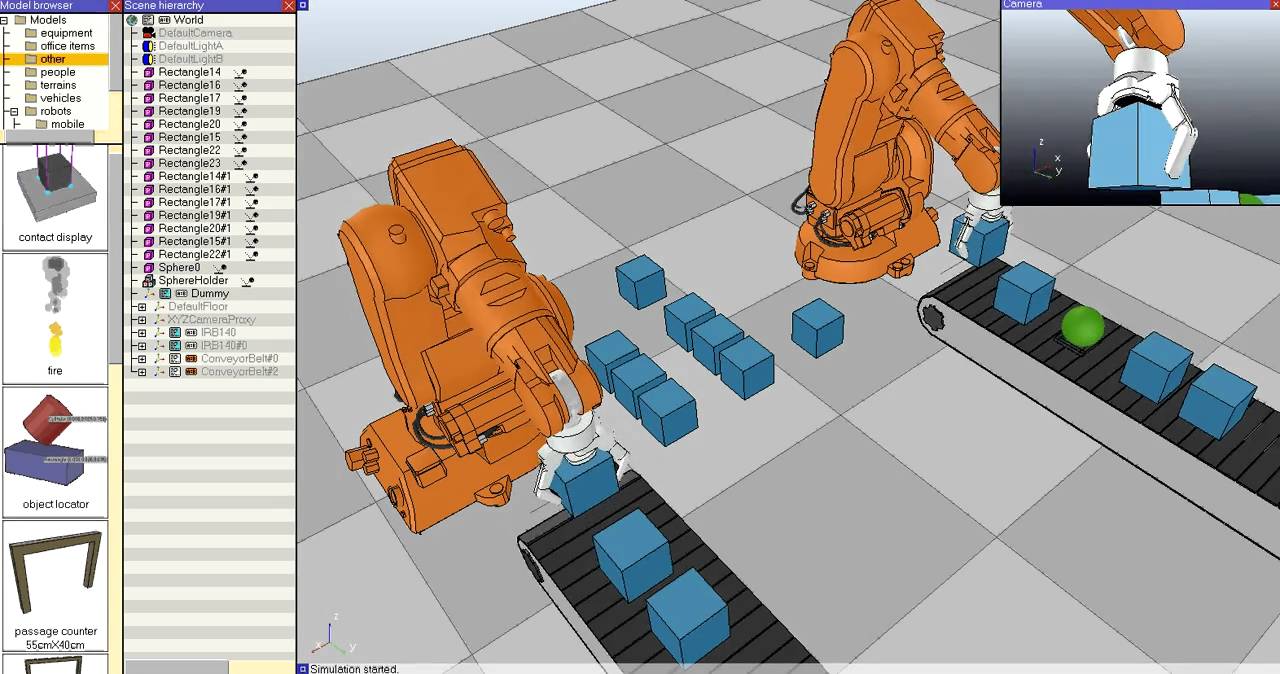 Model browser
Models
equipment
office items
other
people
terrains
vehicles
robots
mobile
contact display
fire
object locator
passage counter
55cmX40cm
Scene hierarchy
World
DefaultCamera
DefaultLightA
DefaultLightB
Rectangle14
Rectangle16
Rectangle17
Rectangle19
Rectangle20
Rectangle15
Rectangle22
Rectangle23
Rectangle14#1
Rectangle16#1
Rectangle17#1
Rectangle19#1
Rectangle20#1
Rectangle15#1
Rectangle22#1
Sphere0
SphereHolder
Dummy
DefaultFloor
XYZCameraProxy
IRB140
IRB140#0
ConveyorBelt#0
ConveyorBelt#2
Camera
z
x
y
z
x
y
Simulation started.